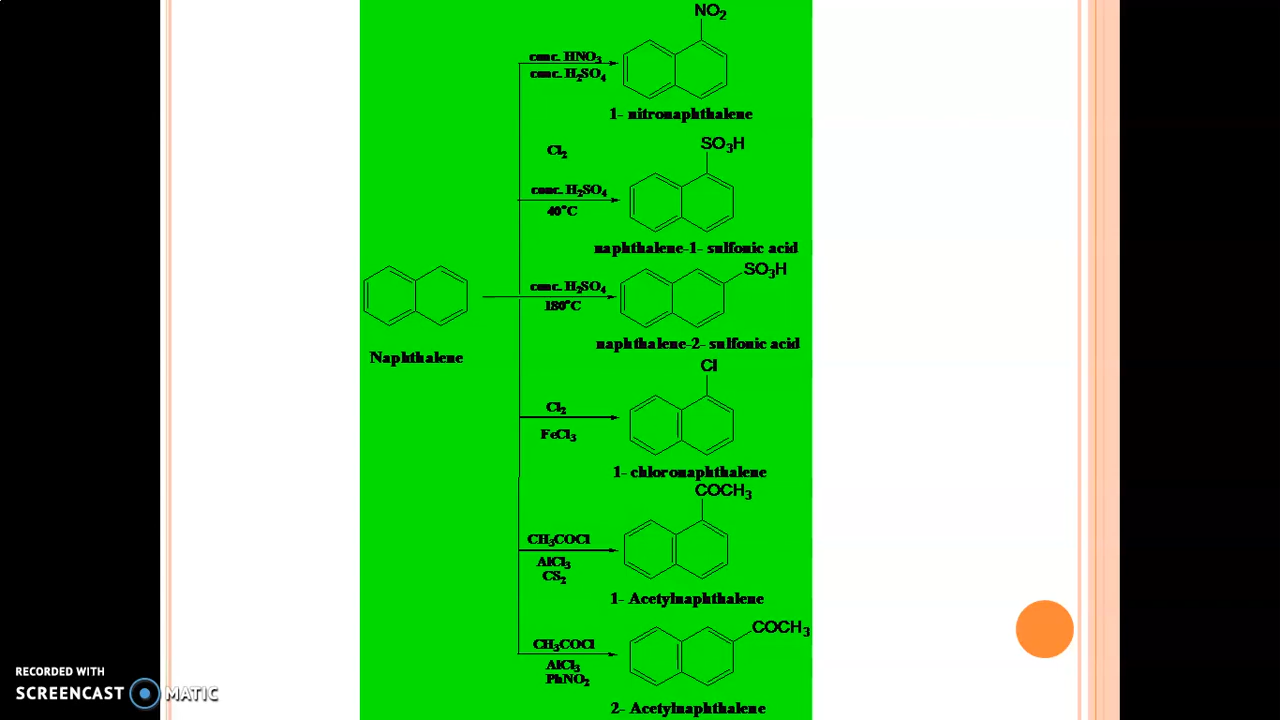 NO₂
conc. HNO₃
conc. H₂SO₄
1- nitronaphthalene
Cl₂
SO₃H
conc. H₂SO₄
40°C
naphthalene-1- sulfonic acid
SO₃H
conc. H₂SO₄
180°C
naphthalene-2- sulfonic acid
Naphthalene
Cl
Cl₂
FeCl₃
1- chloronaphthalene
COCH₃
CH₃COCl
AlCl₃
CS₂
1- Acetylnaphthalene
COCH₃
CH₃COCl
AlCl₃
PhNO₂
2- Acetylnaphthalene
RECORDED WITH
SCREENCAST MATIC